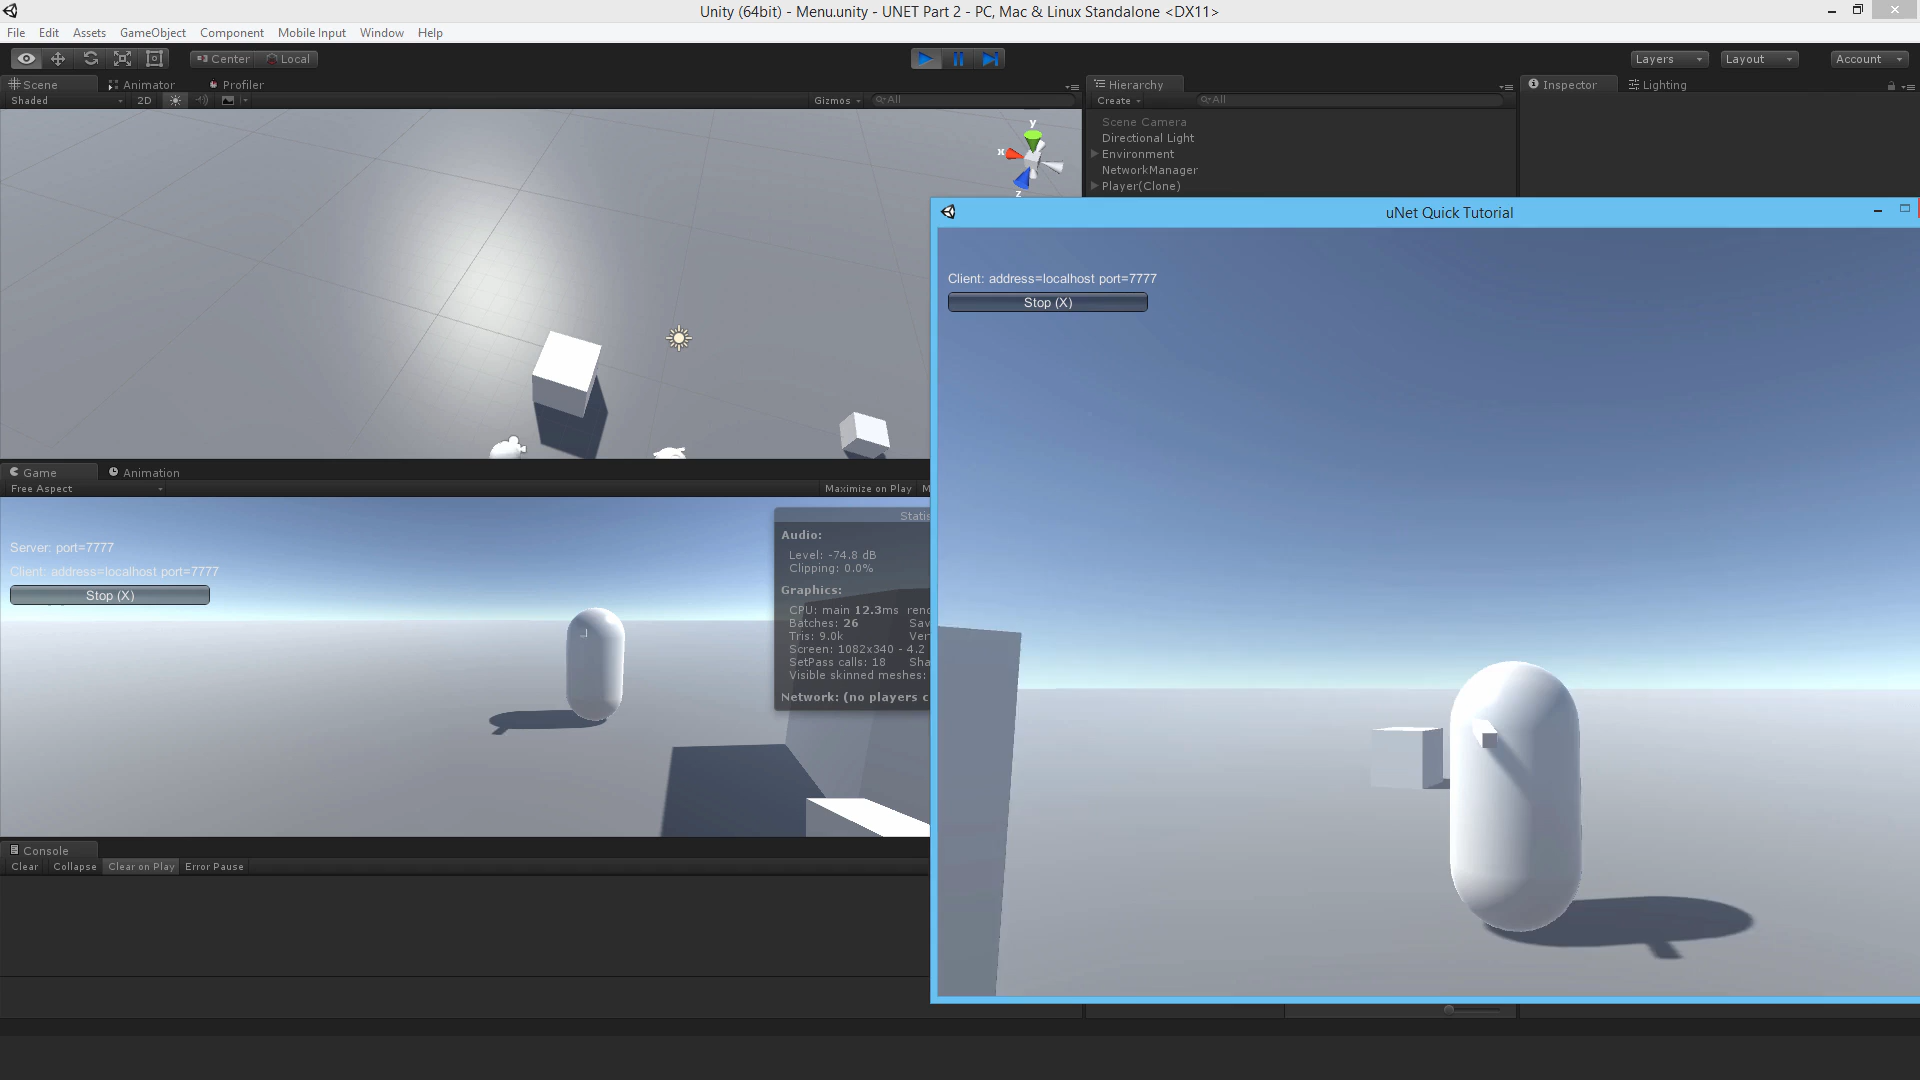 Unity (64bit) - Menu.unity - UNET Part 2 - PC, Mac & Linux Standalone <DX11>
File Edit Assets GameObject Component Mobile Input Window Help
Center Local
Layers Layout Account
Scene Animator Profiler
Hierarchy
Inspector Lighting
Shaded 2D
Gizmos All
Create All
Scene Camera
Directional Light
Environment
NetworkManager
Player(Clone)
y
x
z
uNet Quick Tutorial
Client: address=localhost port=7777
Stop (X)
Game Animation
Free Aspect
Maximize on Play M
Server: port=7777
Client: address=localhost port=7777
Stop (X)
Statis
Audio:
Level: -74.8 dB
Clipping: 0.0%
Graphics:
CPU: main 12.3ms rend
Batches: 26 Sav
Tris: 9.0k Ver
Screen: 1082x340 - 4.2
SetPass calls: 18 Sha
Visible skinned meshes:
Network: (no players c
Console
Clear Collapse Clear on Play Error Pause